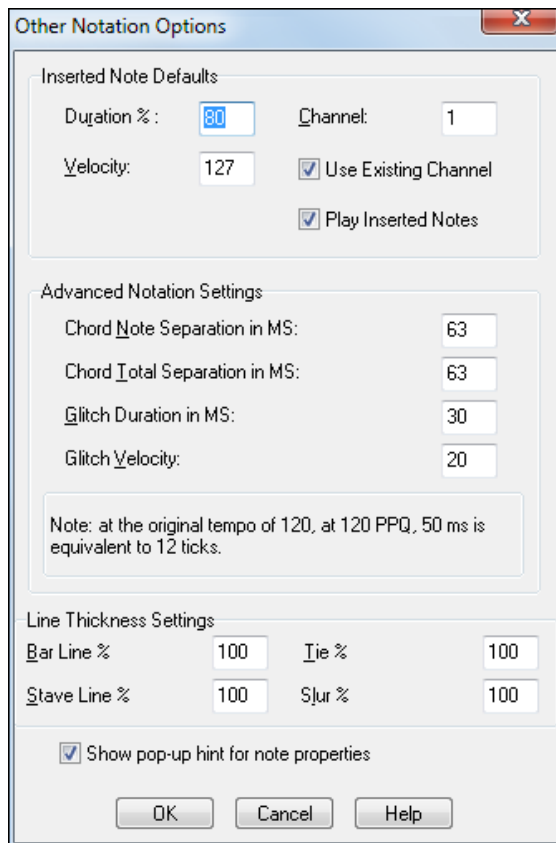 Other Notation Options
x
Inserted Note Defaults
Duration % : 80 Channel: 1
Velocity: 127 Use Existing Channel
Play Inserted Notes
Advanced Notation Settings
Chord Note Separation in MS: 63
Chord Total Separation in MS: 63
Glitch Duration in MS: 30
Glitch Velocity: 20
Note: at the original tempo of 120, at 120 PPQ, 50 ms is
equivalent to 12 ticks.
Line Thickness Settings
Bar Line % 100 Tie % 100
Stave Line % 100 Slur % 100
Show pop-up hint for note properties
OK Cancel Help